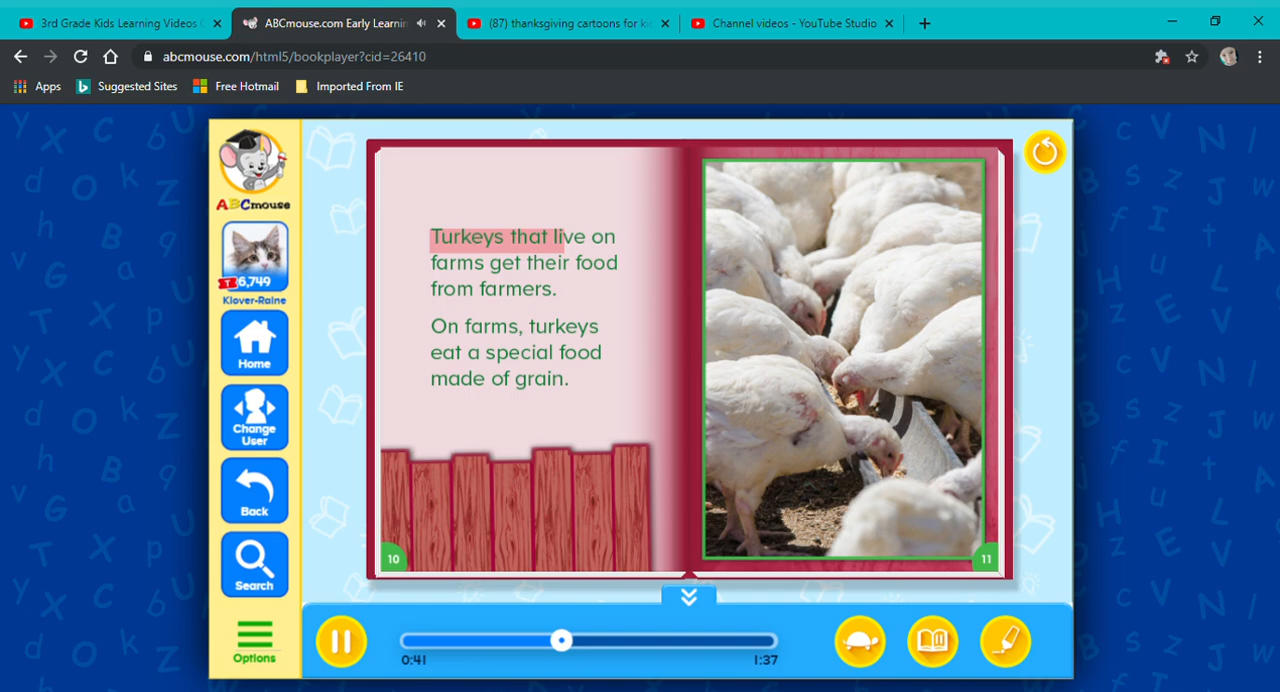 3rd Grade Kids Learning Videos
ABCmouse.com Early Learnin
(87) thanksgiving cartoons for kid
Channel videos - YouTube Studio
abcmouse.com/html5/bookplayer?cid=26410
Apps
Suggested Sites
Free Hotmail
Imported From IE
ABCmouse
T 6,749
Klover-Raine
Home
Change
User
Back
Search
Options
Turkeys that live on
farms get their food
from farmers.
On farms, turkeys
eat a special food
made of grain.
10
11
0:41
1:37